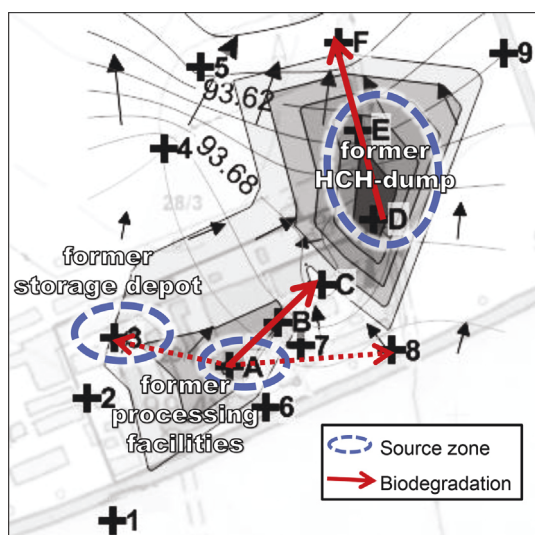 F
9
5
93.62
E
4
former
HCH-dump
93.68
28/3
D
former
storage depot
C
B
3
7
8
A
former
processing
facilities
2
6
Source zone
Biodegradation
1